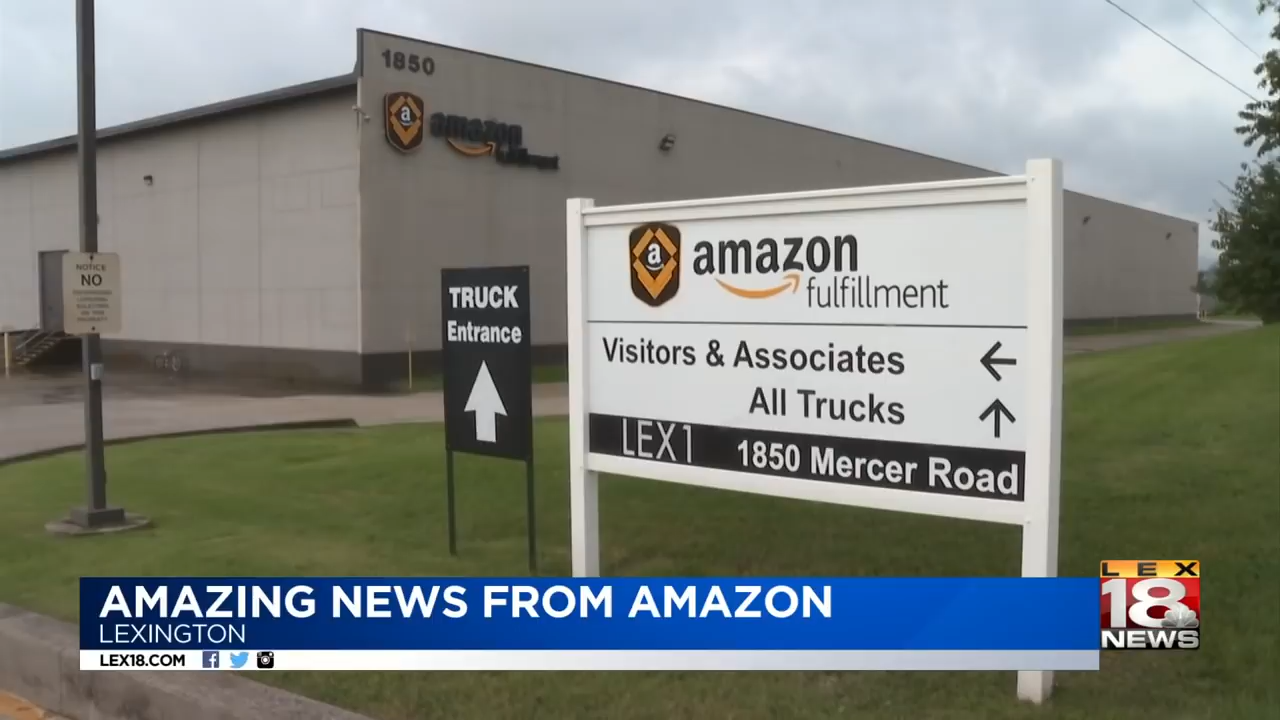 1850
a amazon
fulfillment
NOTICE
NO
TRUCK
Entrance
a amazon
fulfillment
Visitors & Associates ←
All Trucks ↑
LEX1 1850 Mercer Road
AMAZING NEWS FROM AMAZON
LEXINGTON
LEX18.COM
LEX
18
NEWS